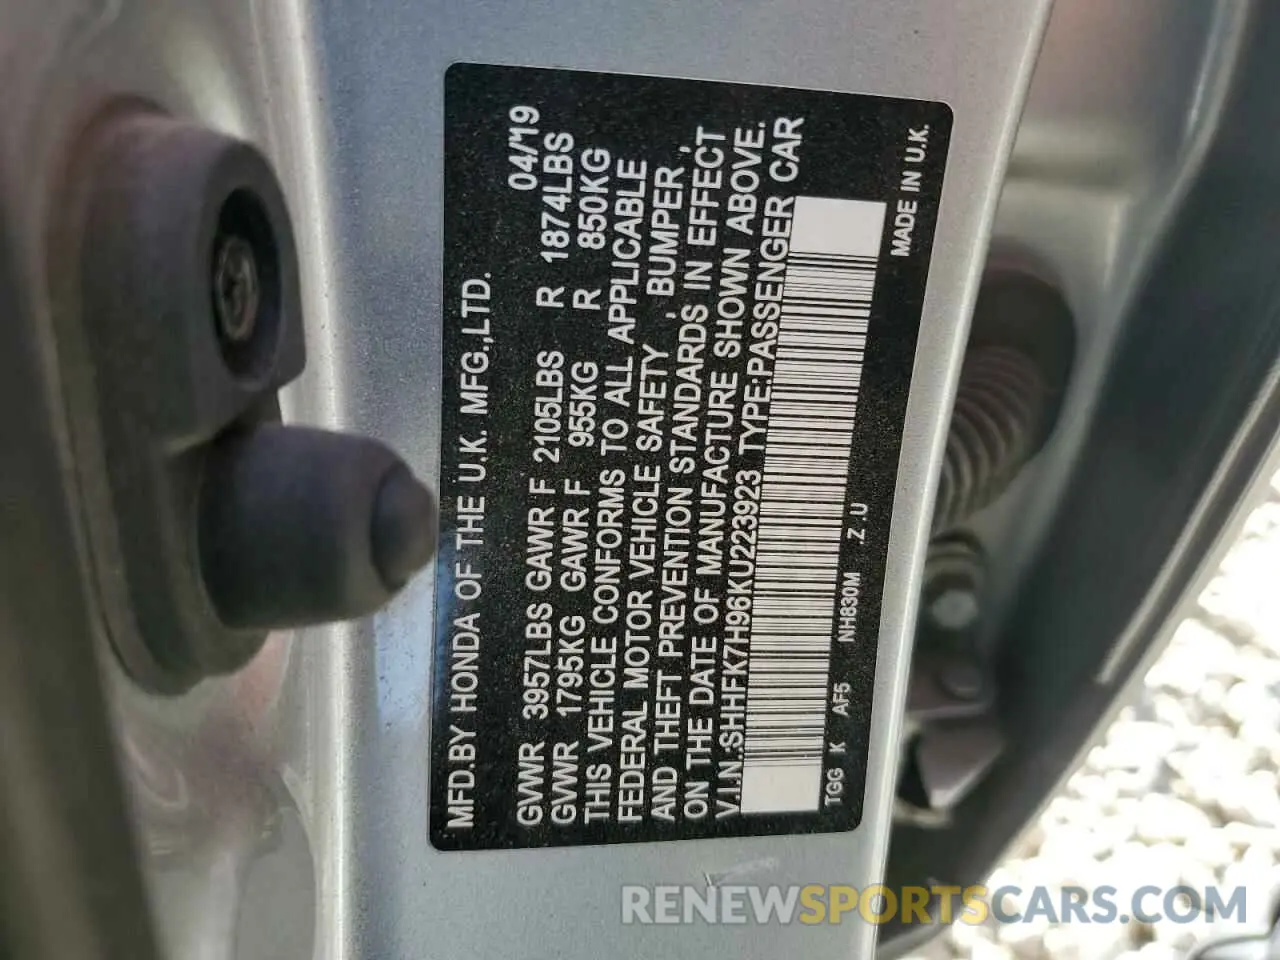 MFD.BY HONDA OF THE U.K. MFG.,LTD.
04/'19
GVWR 3957LBS GAWR F 2105LBS R 1874LBS
GVWR 1795KG GAWR F 955KG R 850KG
THIS VEHICLE CONFORMS TO ALL APPLICABLE
FEDERAL MOTOR VEHICLE SAFETY , BUMPER ,
AND THEFT PREVENTION STANDARDS IN EFFECT
ON THE DATE OF MANUFACTURE SHOWN ABOVE.
V.I.N.:SHHFK7H96KU223923 TYPE:PASSENGER CAR
TGG K AF5 NH830M Z.U MADE IN U.K.
RENEWSPORTSCARS.COM